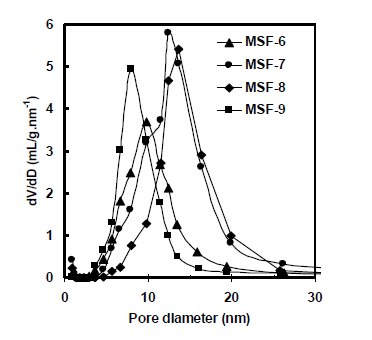 6
5
4
3
2
1
0
0 10 20 30
dV/dD (mL/g.nm⁻¹)
Pore diameter (nm)
MSF-6
MSF-7
MSF-8
MSF-9